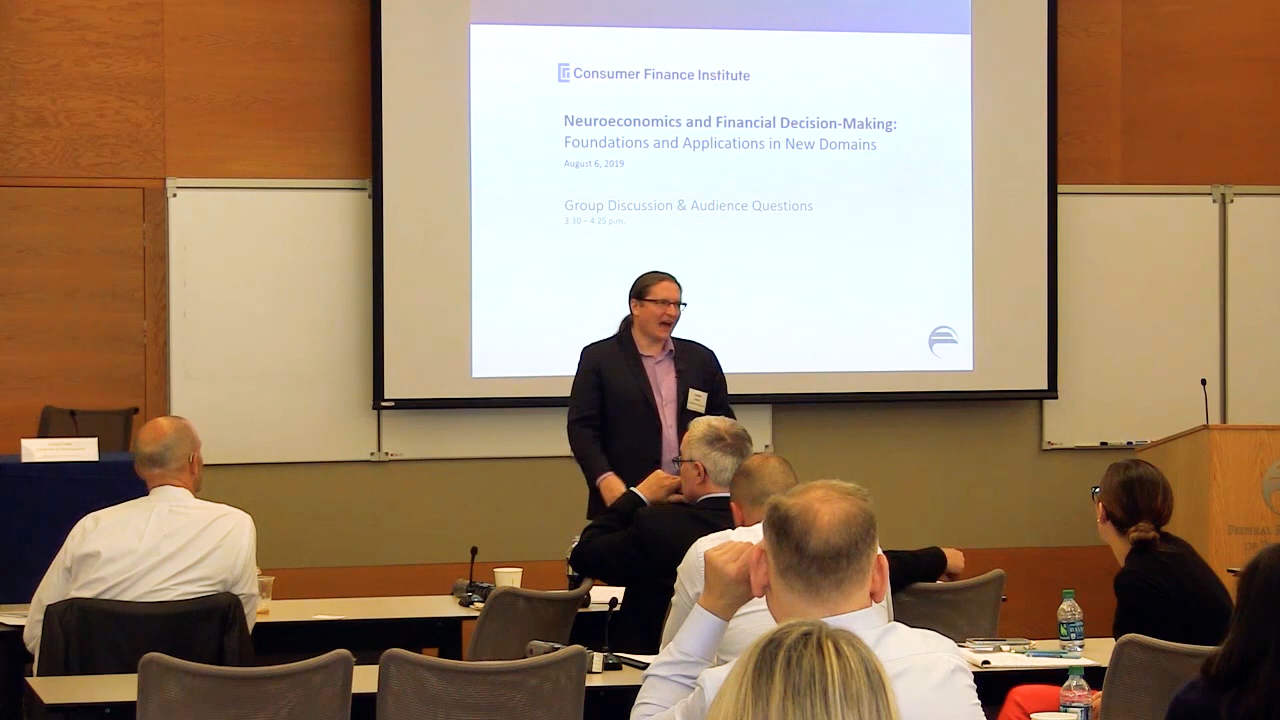 Consumer Finance Institute
Neuroeconomics and Financial Decision-Making:
Foundations and Applications in New Domains
August 6, 2019
Group Discussion & Audience Questions
3:30 – 4:25 p.m.
FEDERAL